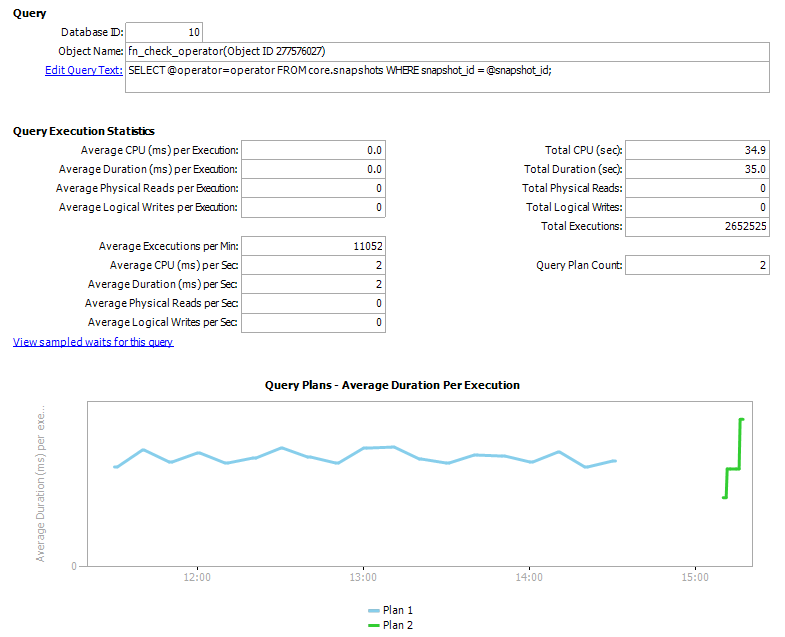 Query
Database ID: 10
Object Name: fn_check_operator(Object ID 277576027)
Edit Query Text: SELECT @operator=operator FROM core.snapshots WHERE snapshot_id = @snapshot_id;
Query Execution Statistics
Average CPU (ms) per Execution: 0.0 Total CPU (sec): 34.9
Average Duration (ms) per Execution: 0.0 Total Duration (sec): 35.0
Average Physical Reads per Execution: 0 Total Physical Reads: 0
Average Logical Writes per Execution: 0 Total Logical Writes: 0
Total Executions: 2652525
Average Excecutions per Min: 11052
Average CPU (ms) per Sec: 2 Query Plan Count: 2
Average Duration (ms) per Sec: 2
Average Physical Reads per Sec: 0
Average Logical Writes per Sec: 0
View sampled waits for this query
Query Plans - Average Duration Per Execution
Average Duration (ms) per exe...
0
12:00 13:00 14:00 15:00
Plan 1
Plan 2